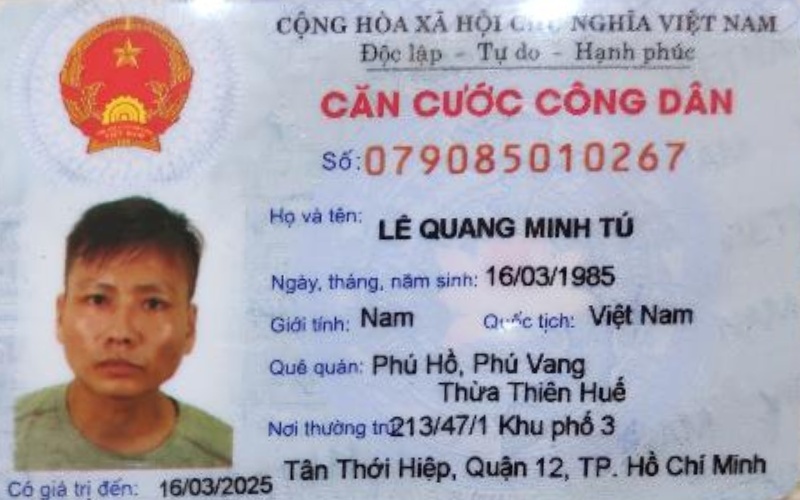 CỘNG HÒA XÃ HỘI CHỦ NGHĨA VIỆT NAM
Độc lập - Tự do - Hạnh phúc
CĂN CƯỚC CÔNG DÂN
Số: 079085010267
Họ và tên: LÊ QUANG MINH TÚ
Ngày, tháng, năm sinh: 16/03/1985
Giới tính: Nam Quốc tịch: Việt Nam
Quê quán: Phú Hồ, Phú Vang
Thừa Thiên Huế
Nơi thường trú: 213/47/1 Khu phố 3
Tân Thới Hiệp, Quận 12, TP. Hồ Chí Minh
Có giá trị đến: 16/03/2025